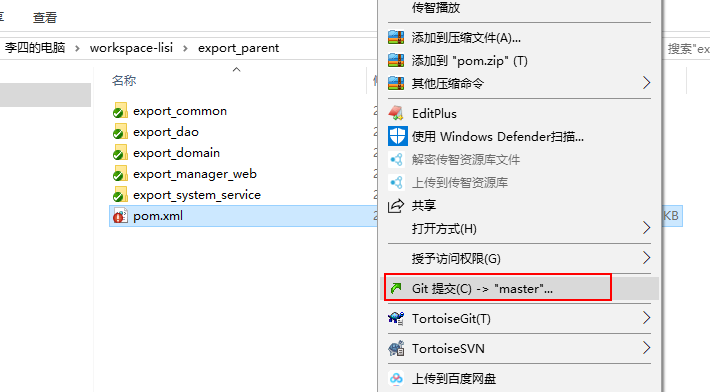 查看
李四的电脑 workspace-lisi export_parent
搜索"ex
名称
export_common
export_dao
export_domain
export_manager_web
export_system_service
pom.xml
KB
传智播放
添加到压缩文件(A)...
添加到 "pom.zip" (T)
其他压缩命令
EditPlus
使用 Windows Defender扫描...
解密传智资源库文件
上传到传智资源库
共享
打开方式(H)
授予访问权限(G)
Git 提交(C) -> "master"...
TortoiseGit(T)
TortoiseSVN
上传到百度网盘